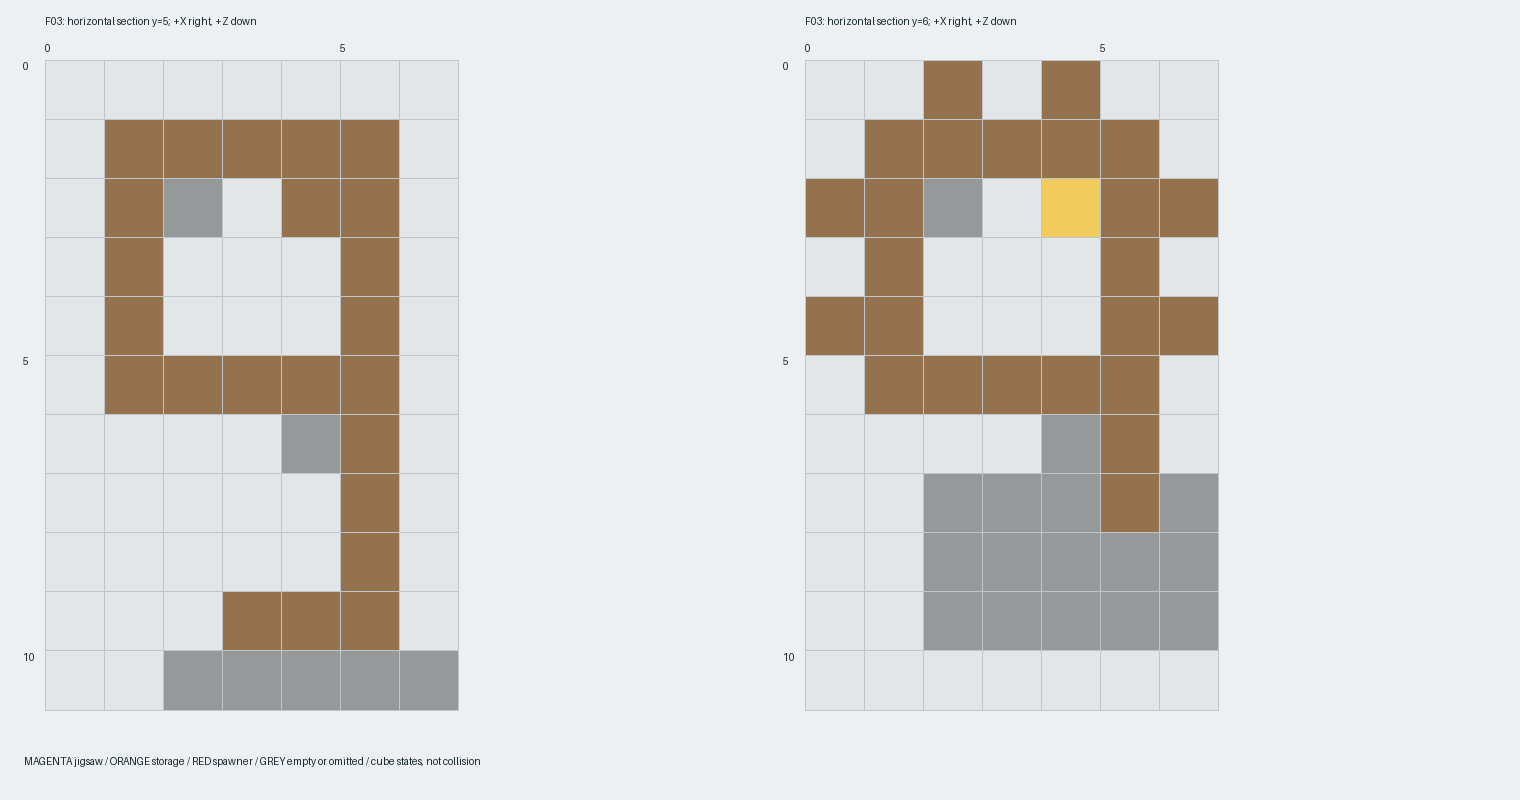 F03: horizontal section y=5; +X right, +Z down
F03: horizontal section y=6; +X right, +Z down
0 5
0 5
0
0
5
5
10
10
MAGENTA jigsaw / ORANGE storage / RED spawner / GREY empty or omitted / cube states, not collision